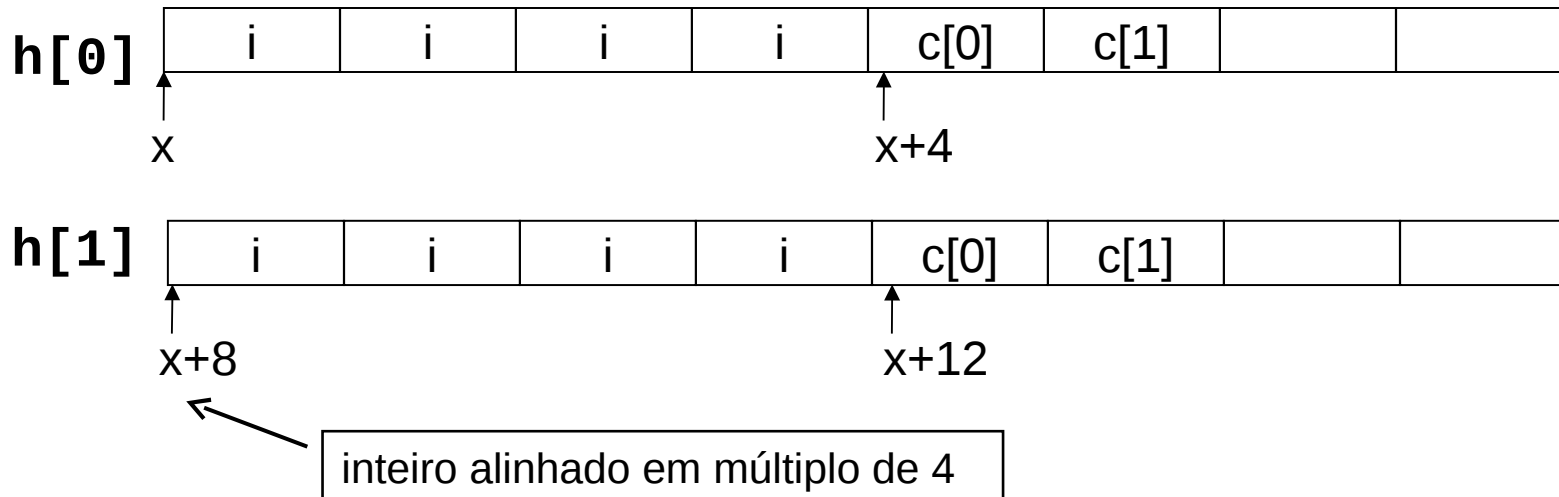 h[0] i i i i c[0] c[1]
x x+4
h[1] i i i i c[0] c[1]
x+8 x+12
inteiro alinhado em múltiplo de 4